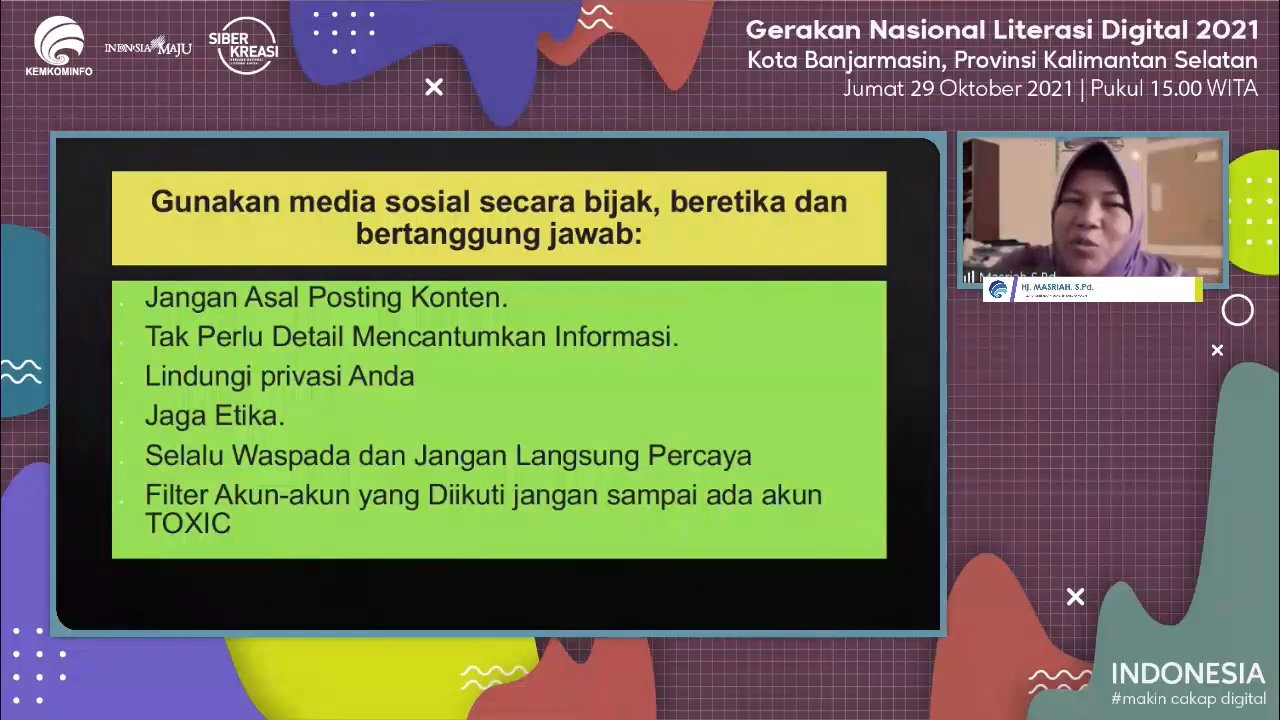 KEMKOMINFO
INDONESIA MAJU
SIBER
KREASI
Gerakan Nasional Literasi Digital 2021
Kota Banjarmasin, Provinsi Kalimantan Selatan
Jumat 29 Oktober 2021 | Pukul 15.00 WITA
Gunakan media sosial secara bijak, beretika dan
bertanggung jawab:
Jangan Asal Posting Konten.
Tak Perlu Detail Mencantumkan Informasi.
Lindungi privasi Anda
Jaga Etika.
Selalu Waspada dan Jangan Langsung Percaya
Filter Akun-akun yang Diikuti jangan sampai ada akun
TOXIC
Masriah S.Pd
HJ. MASRIAH. S.Pd.
INDONESIA
#makin cakap digital